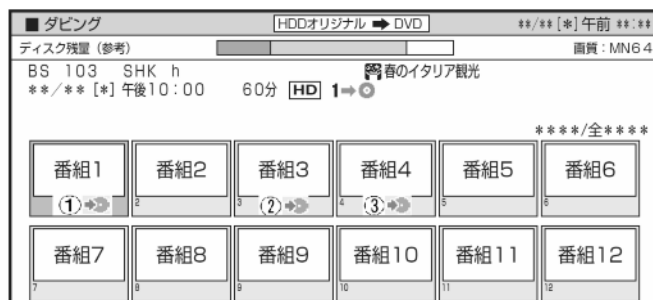 ■ ダビング HDDオリジナル ➡ DVD **/** [*] 午前 **:**
ディスク残量（参考） 画質：MN64
BS 103 SHK h 春のイタリア観光
**/** [*] 午後10：00 60分 HD 1➡
****/全****
番組1 番組2 番組3 番組4 番組5 番組6
① 2 3 ② 4 ③ 5 6
番組7 番組8 番組9 番組10 番組11 番組12
7 8 9 10 11 12